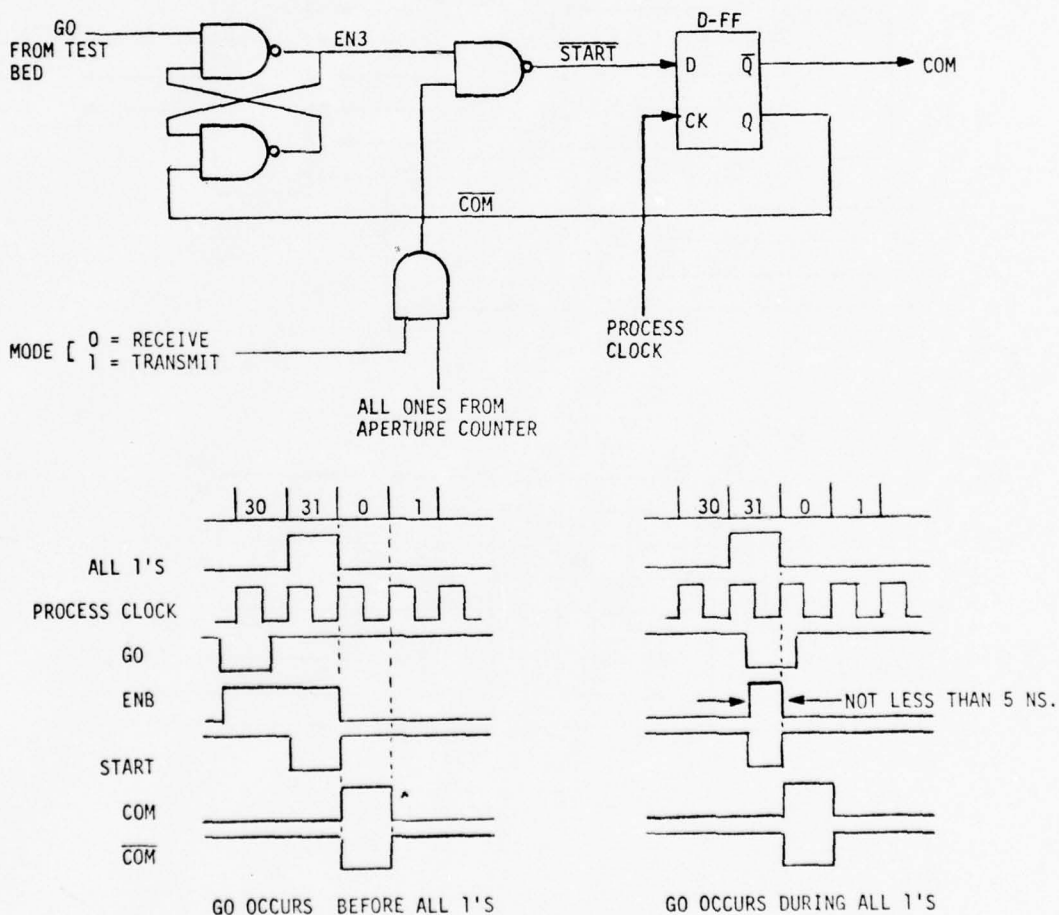 GO
FROM TEST
BED
EN3
START
D-FF
D
Q
CK
Q
COM
COM
MODE [ 0 = RECEIVE
1 = TRANSMIT
PROCESS
CLOCK
ALL ONES FROM
APERTURE COUNTER
30 31 0 1
30 31 0 1
ALL 1'S
PROCESS CLOCK
GO
ENB
NOT LESS THAN 5 NS.
START
COM
COM
GO OCCURS BEFORE ALL 1'S
GO OCCURS DURING ALL 1'S